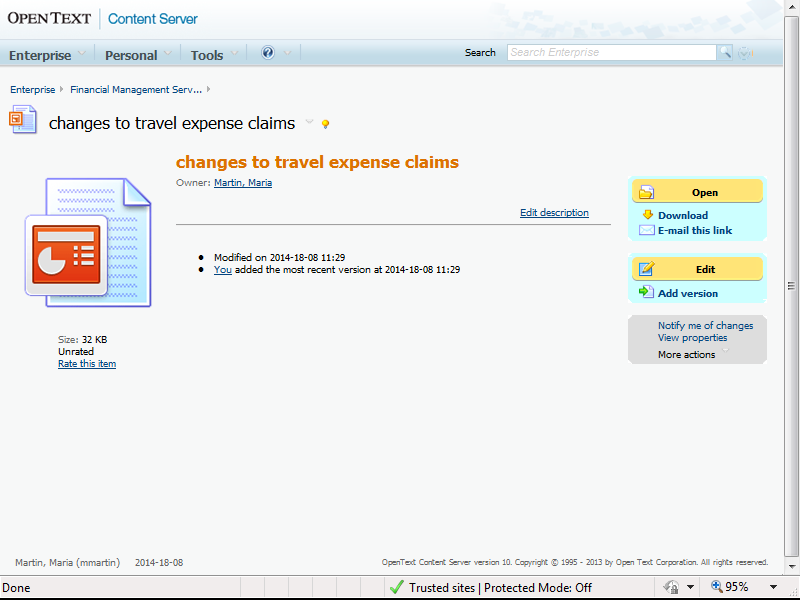 OPEN TEXT | Content Server
Enterprise Personal Tools Search Search Enterprise
Enterprise Financial Management Serv...
changes to travel expense claims
changes to travel expense claims
Owner: Martin, Maria
Edit description
Modified on 2014-18-08 11:29
You added the most recent version at 2014-18-08 11:29
Size: 32 KB
Unrated
Rate this item
Open
Download
E-mail this link
Edit
Add version
Notify me of changes
View properties
More actions
Martin, Maria (mmartin) 2014-18-08 OpenText Content Server version 10. Copyright © 1995 - 2013 by Open Text Corporation. All rights reserved.
Done Trusted sites | Protected Mode: Off 95%